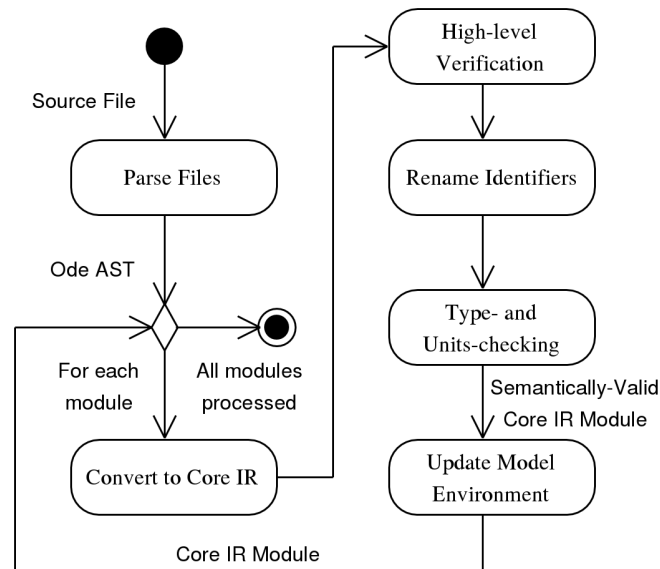 Source File
Parse Files
Ode AST
For each
module
All modules
processed
Convert to Core IR
High-level
Verification
Rename Identifiers
Type- and
Units-checking
Semantically-Valid
Core IR Module
Update Model
Environment
Core IR Module